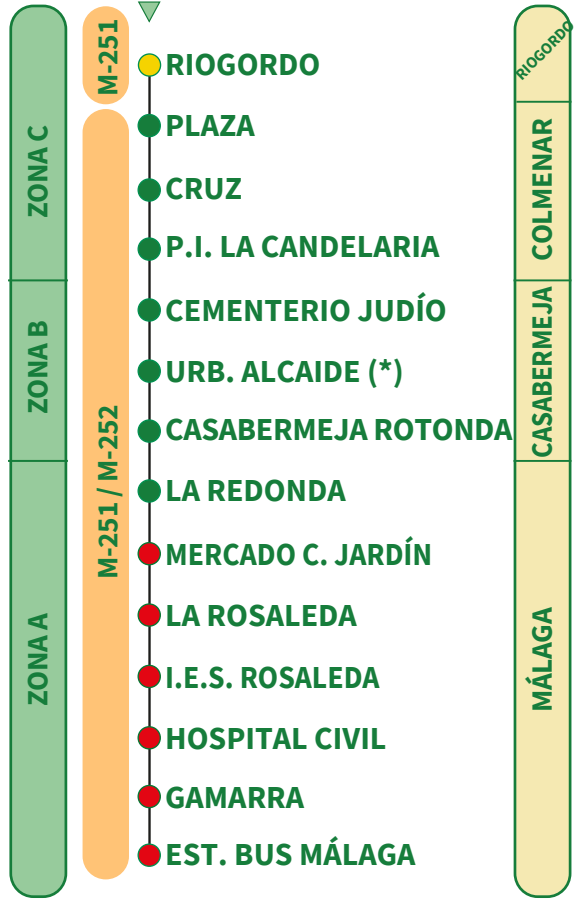 ZONA C
ZONA B
ZONA A
M-251
M-251 / M-252
RIOGORDO
PLAZA
CRUZ
P.I. LA CANDELARIA
CEMENTERIO JUDÍO
URB. ALCAIDE (*)
CASABERMEJA ROTONDA
LA REDONDA
MERCADO C. JARDÍN
LA ROSALEDA
I.E.S. ROSALEDA
HOSPITAL CIVIL
GAMARRA
EST. BUS MÁLAGA
RIOGORDO
COLMENAR
CASABERMEJA
MÁLAGA